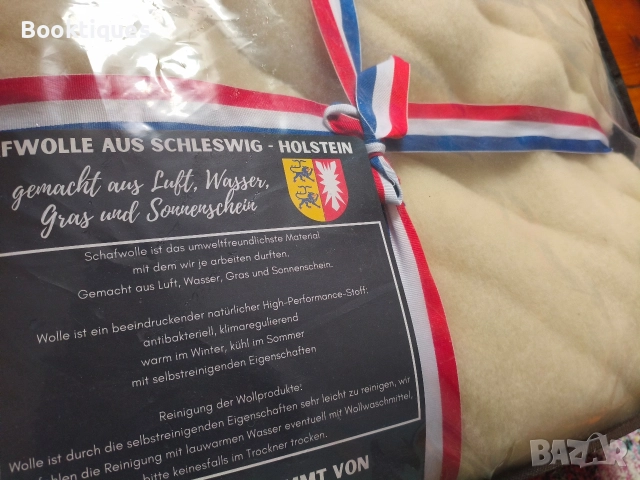 Booktiques
FWOLLE AUS SCHLESWIG - HOLSTEIN
gemacht aus Luft, Wasser,
Gras und Sonnenschein
Schafwolle ist das umweltfreundlichste Material
mit dem wir je arbeiten durften.
Gemacht aus Luft, Wasser, Gras und Sonnenschein.
Wolle ist ein beeindruckender natürlicher High-Performance-Stoff:
antibakteriell, klimaregulierend
warm im Winter, kühl im Sommer
mit selbstreinigenden Eigenschaften
Reinigung der Wollprodukte:
Wolle ist durch die selbstreinigenden Eigenschaften sehr leicht zu reinigen, wir
fehlen die Reinigung mit lauwarmen Wasser eventuell mit Wollwaschmittel,
bitte keinesfalls im Trockner trocken.
MMT VON
BAZAR